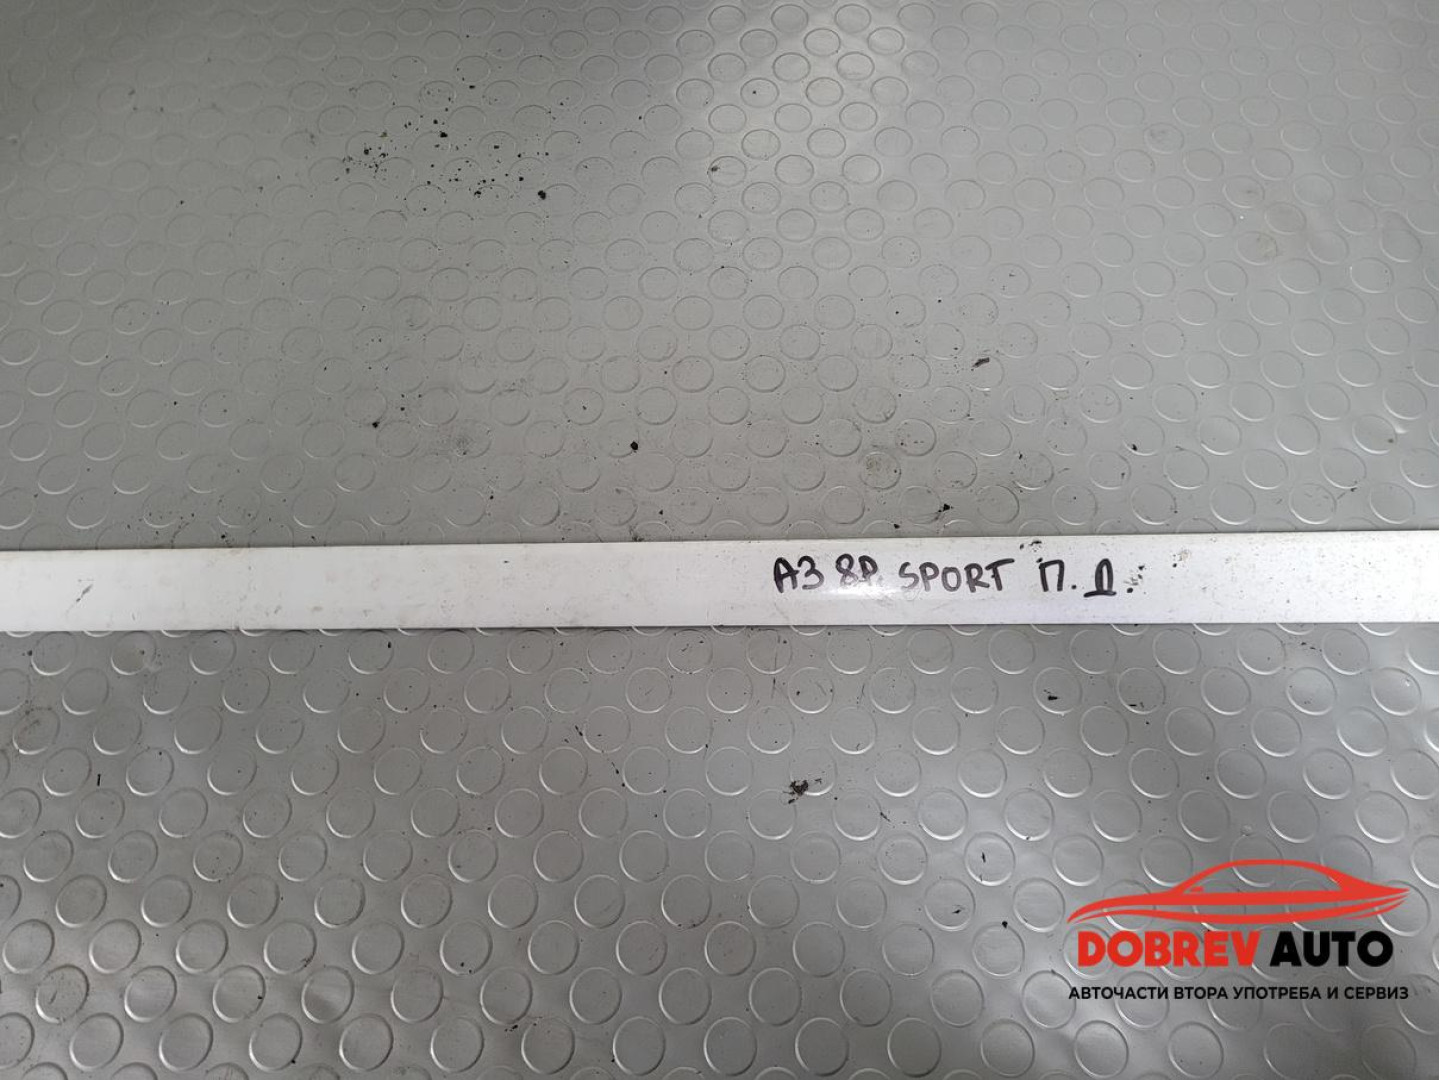 A3 8P SPORT П.Д.
DOBREV AUTO
АВТОЧАСТИ ВТОРА УПОТРЕБА И СЕРВИЗ